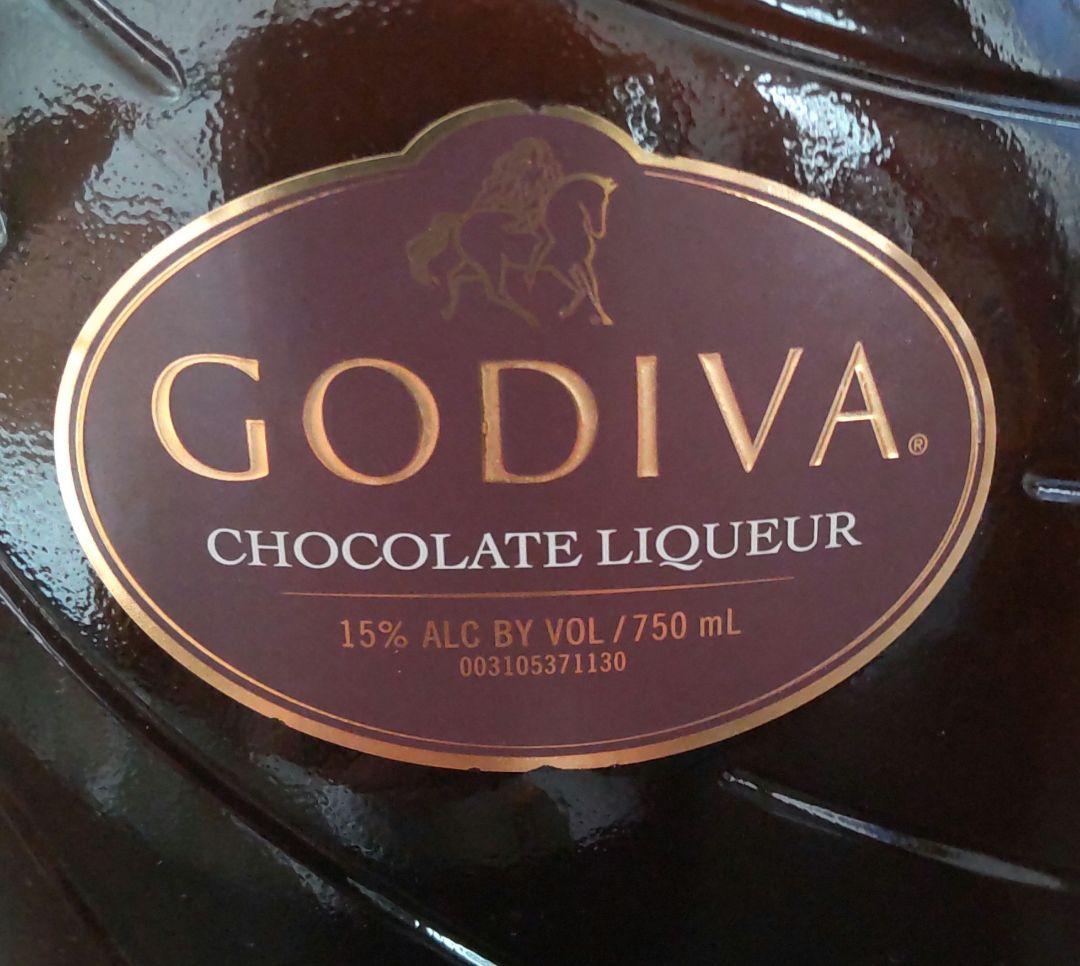 GODIVA®
CHOCOLATE LIQUEUR
15% ALC BY VOL / 750 mL
003105371130